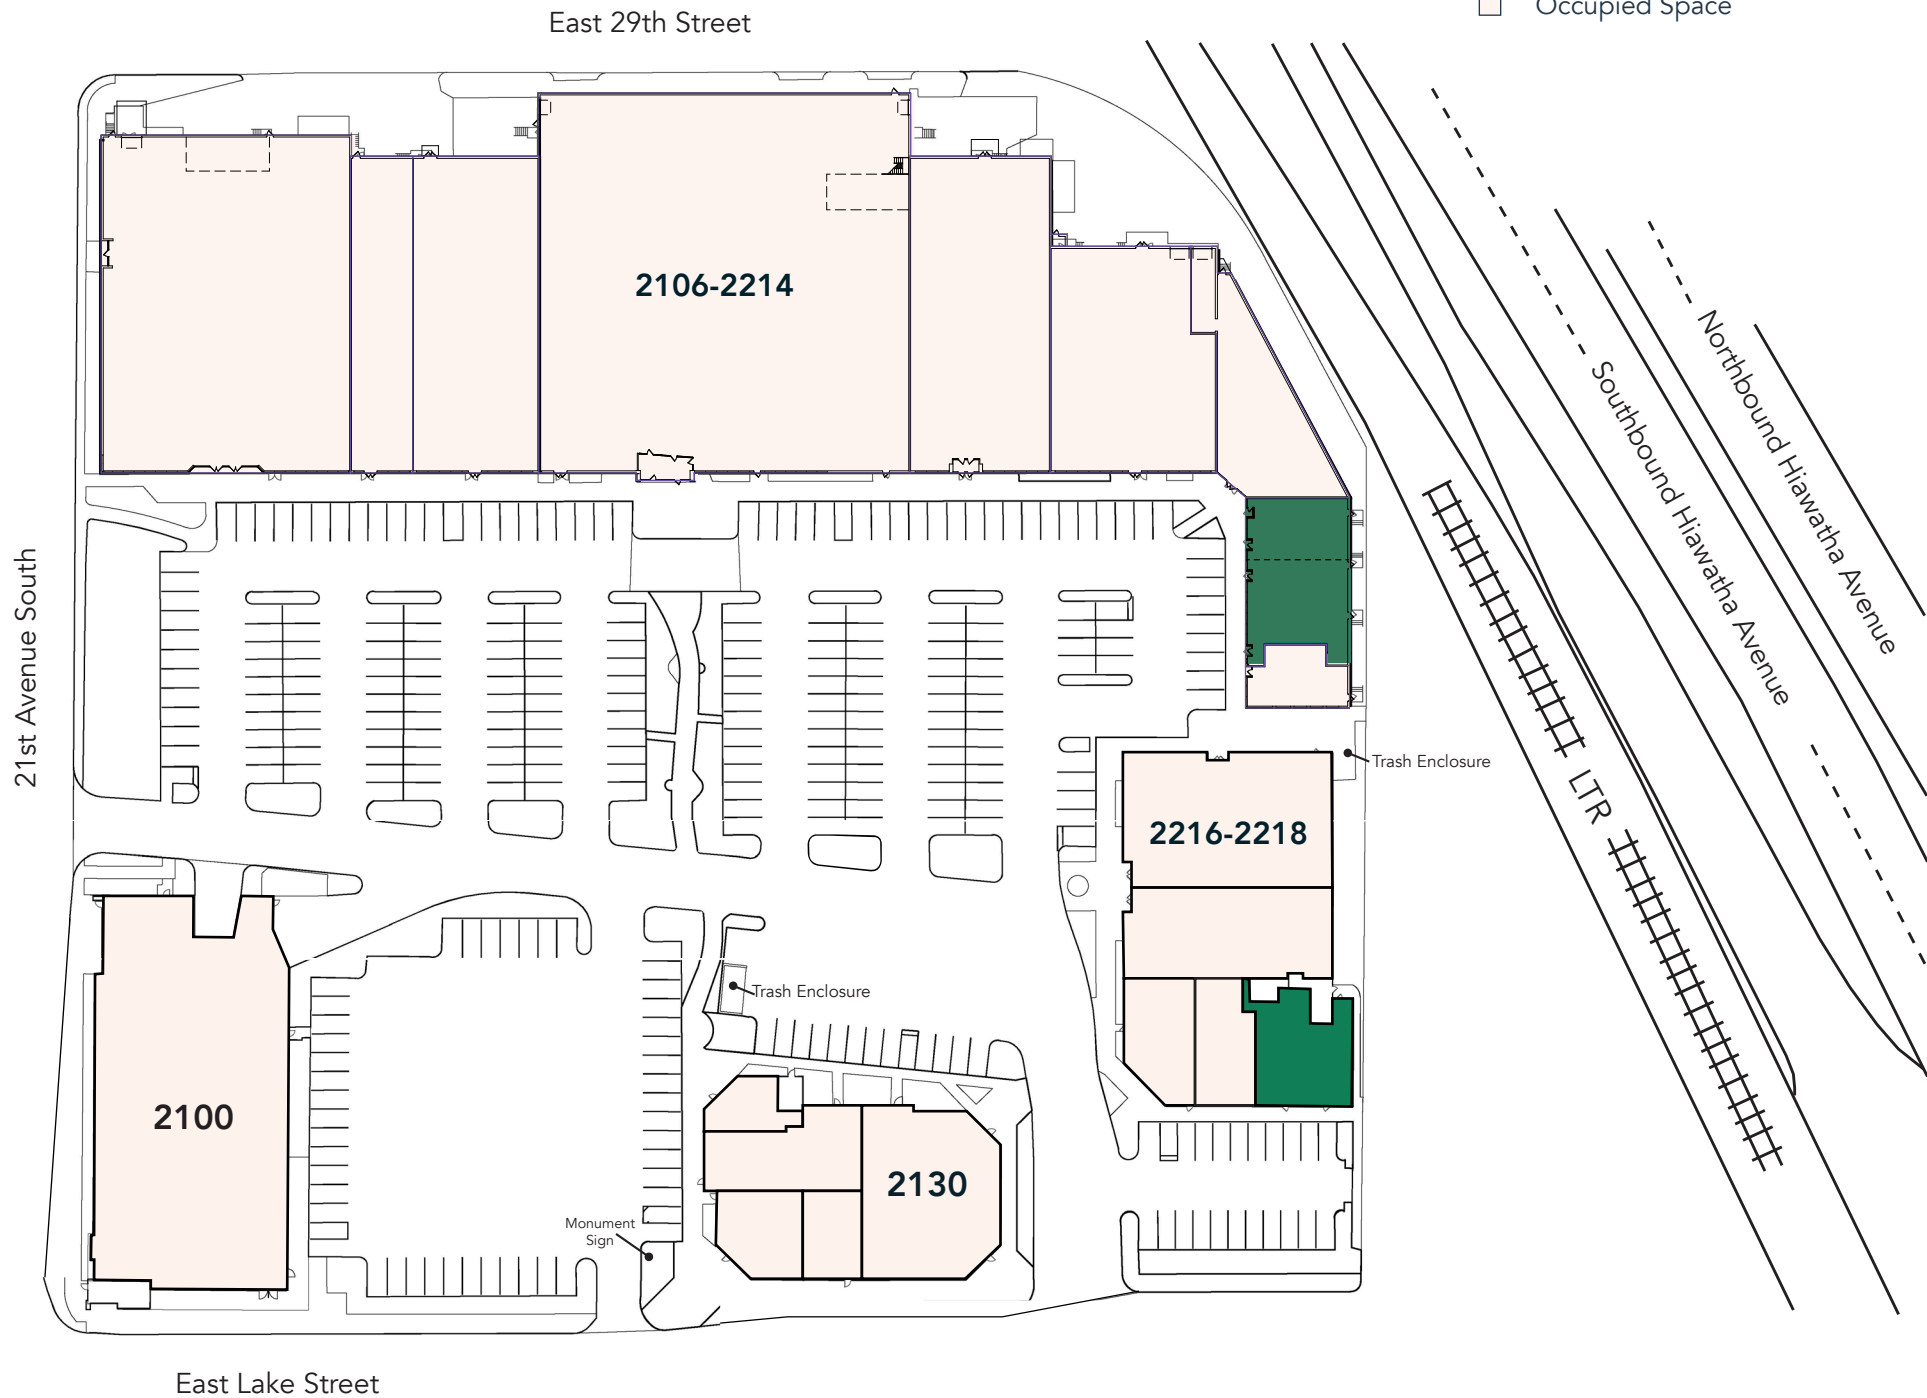 Occupied Space
East 29th Street
2106-2214
Northbound Hiawatha Avenue
Southbound Hiawatha Avenue
21st Avenue South
Trash Enclosure
LTR
2216-2218
Trash Enclosure
2100
2130
Monument
Sign
East Lake Street